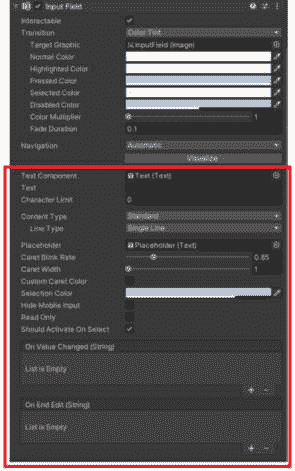 Input Field
Interactable
Transition Color Tint
Target Graphic InputField (Image)
Normal Color
Highlighted Color
Pressed Color
Selected Color
Disabled Color
Color Multiplier 1
Fade Duration 0.1
Navigation Automatic
Visualize
Text Component Text (Text)
Text
Character Limit 0
Content Type Standard
Line Type Single Line
Placeholder Placeholder (Text)
Caret Blink Rate 0.85
Caret Width 1
Custom Caret Color
Selection Color
Hide Mobile Input
Read Only
Should Activate On Select
On Value Changed (String)
List is Empty
+ -
On End Edit (String)
List is Empty
+ -